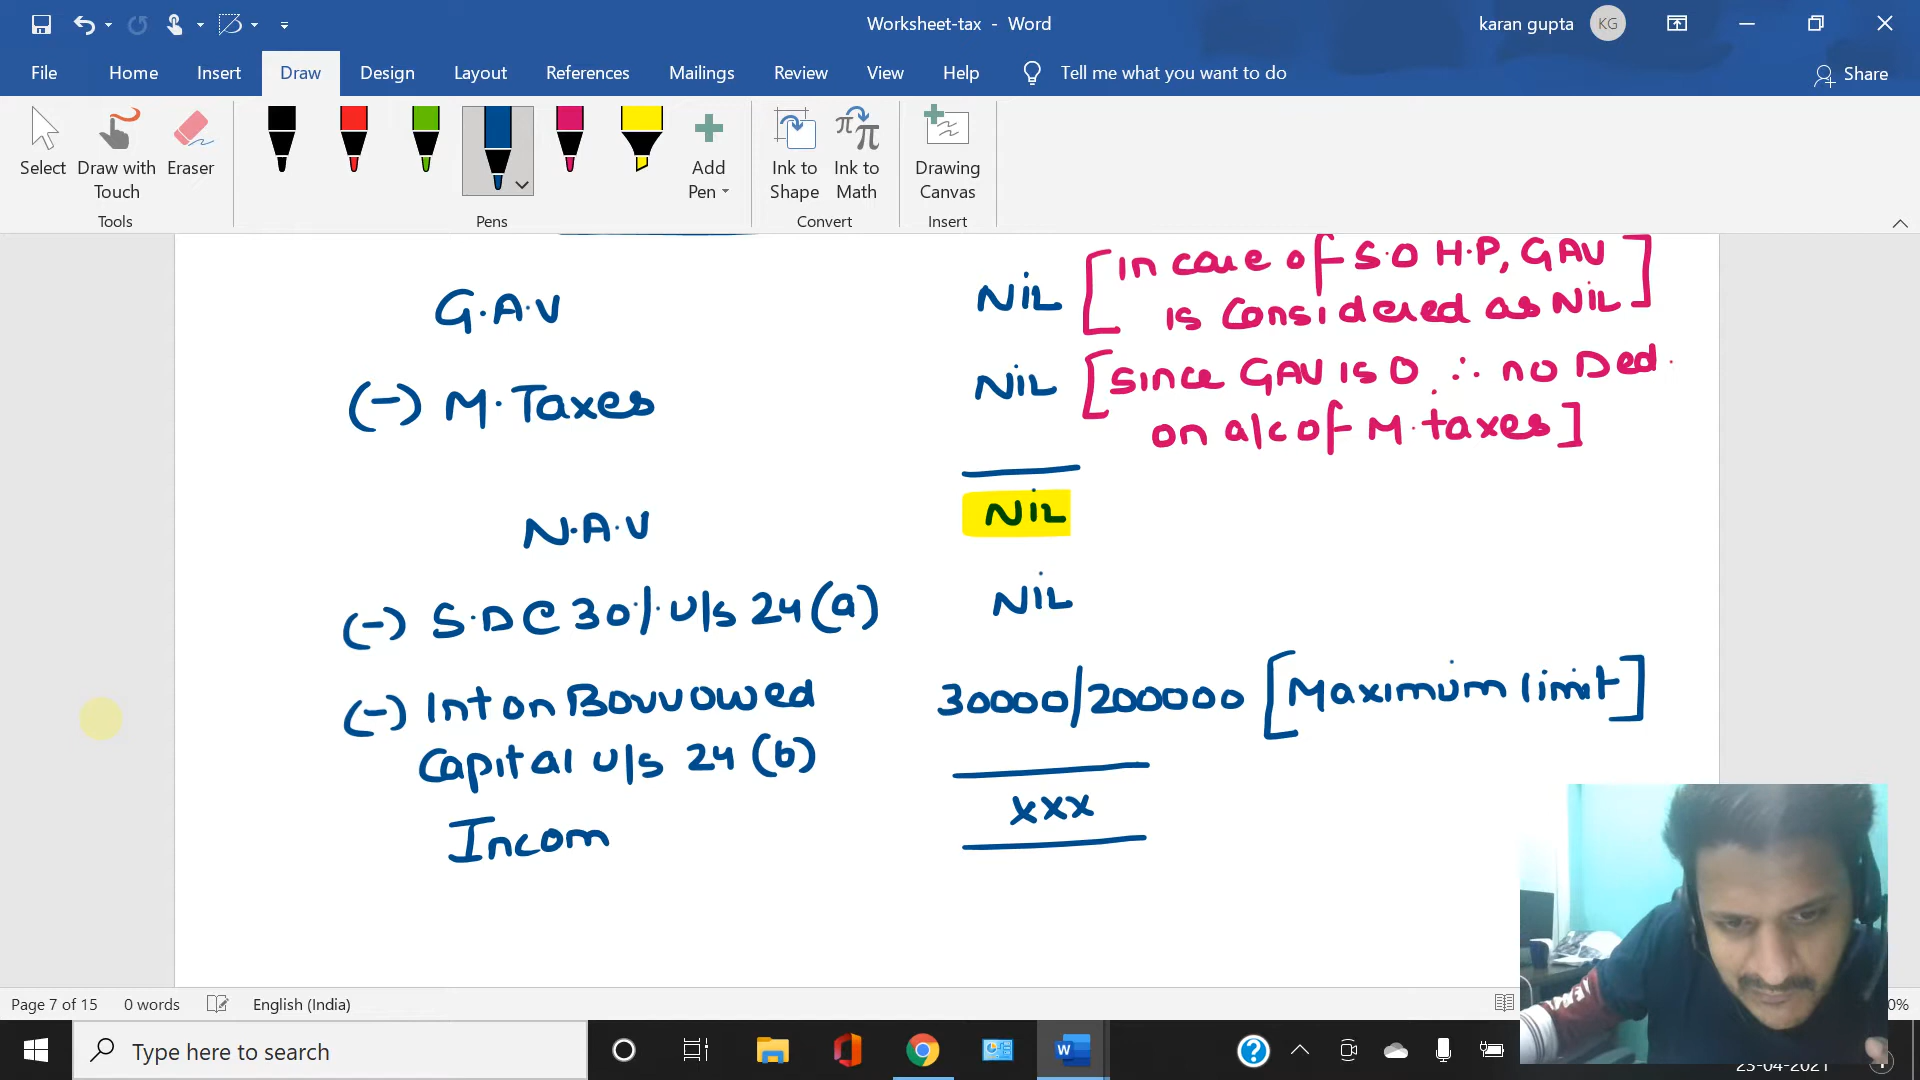 Worksheet-tax - Word
karan gupta KG
File Home Insert Draw Design Layout References Mailings Review View Help Tell me what you want to do Share
Select Draw with Touch Eraser Add Pen Ink to Shape Ink to Math Drawing Canvas
Tools Pens Convert Insert
G.A.V NiL [In case of S.O H.P, GAV
is considered as NiL]
(-) M.Taxes NiL [Since GAV is 0 ∴ no Ded.
on a/c of M.taxes]
N.A.V NiL
(-) S.D @ 30% U/s 24 (a) NiL
(-) Int on Borrowed 30000/200000 [Maximum limit]
Capital U/s 24 (b)
Incom xxx
Page 7 of 15 0 words English (India) 0%
Type here to search